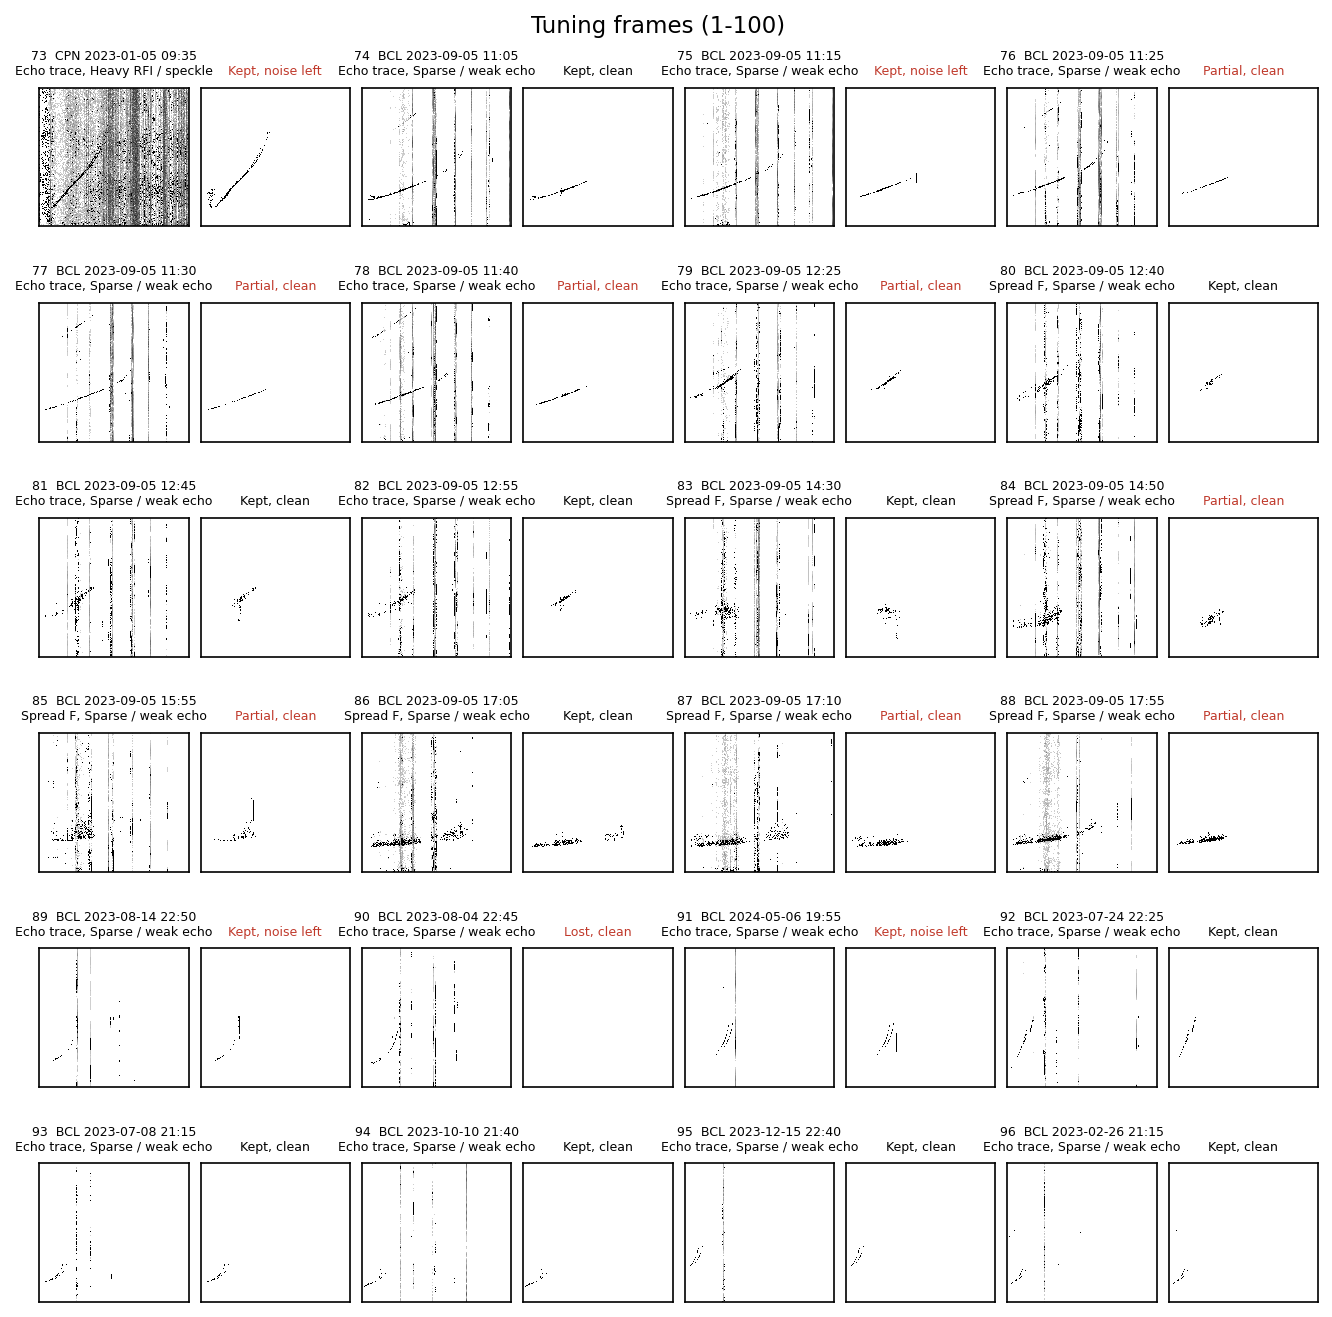 Tuning frames (1-100)
73 CPN 2023-01-05 09:35
Echo trace, Heavy RFI / speckle
Kept, noise left
74 BCL 2023-09-05 11:05
Echo trace, Sparse / weak echo
Kept, clean
75 BCL 2023-09-05 11:15
Echo trace, Sparse / weak echo
Kept, noise left
76 BCL 2023-09-05 11:25
Echo trace, Sparse / weak echo
Partial, clean
77 BCL 2023-09-05 11:30
Echo trace, Sparse / weak echo
Partial, clean
78 BCL 2023-09-05 11:40
Echo trace, Sparse / weak echo
Partial, clean
79 BCL 2023-09-05 12:25
Echo trace, Sparse / weak echo
Partial, clean
80 BCL 2023-09-05 12:40
Spread F, Sparse / weak echo
Kept, clean
81 BCL 2023-09-05 12:45
Echo trace, Sparse / weak echo
Kept, clean
82 BCL 2023-09-05 12:55
Echo trace, Sparse / weak echo
Kept, clean
83 BCL 2023-09-05 14:30
Spread F, Sparse / weak echo
Kept, clean
84 BCL 2023-09-05 14:50
Spread F, Sparse / weak echo
Partial, clean
85 BCL 2023-09-05 15:55
Spread F, Sparse / weak echo
Partial, clean
86 BCL 2023-09-05 17:05
Spread F, Sparse / weak echo
Kept, clean
87 BCL 2023-09-05 17:10
Spread F, Sparse / weak echo
Partial, clean
88 BCL 2023-09-05 17:55
Spread F, Sparse / weak echo
Partial, clean
89 BCL 2023-08-14 22:50
Echo trace, Sparse / weak echo
Kept, noise left
90 BCL 2023-08-04 22:45
Echo trace, Sparse / weak echo
Lost, clean
91 BCL 2024-05-06 19:55
Echo trace, Sparse / weak echo
Kept, noise left
92 BCL 2023-07-24 22:25
Echo trace, Sparse / weak echo
Kept, clean
93 BCL 2023-07-08 21:15
Echo trace, Sparse / weak echo
Kept, clean
94 BCL 2023-10-10 21:40
Echo trace, Sparse / weak echo
Kept, clean
95 BCL 2023-12-15 22:40
Echo trace, Sparse / weak echo
Kept, clean
96 BCL 2023-02-26 21:15
Echo trace, Sparse / weak echo
Kept, clean